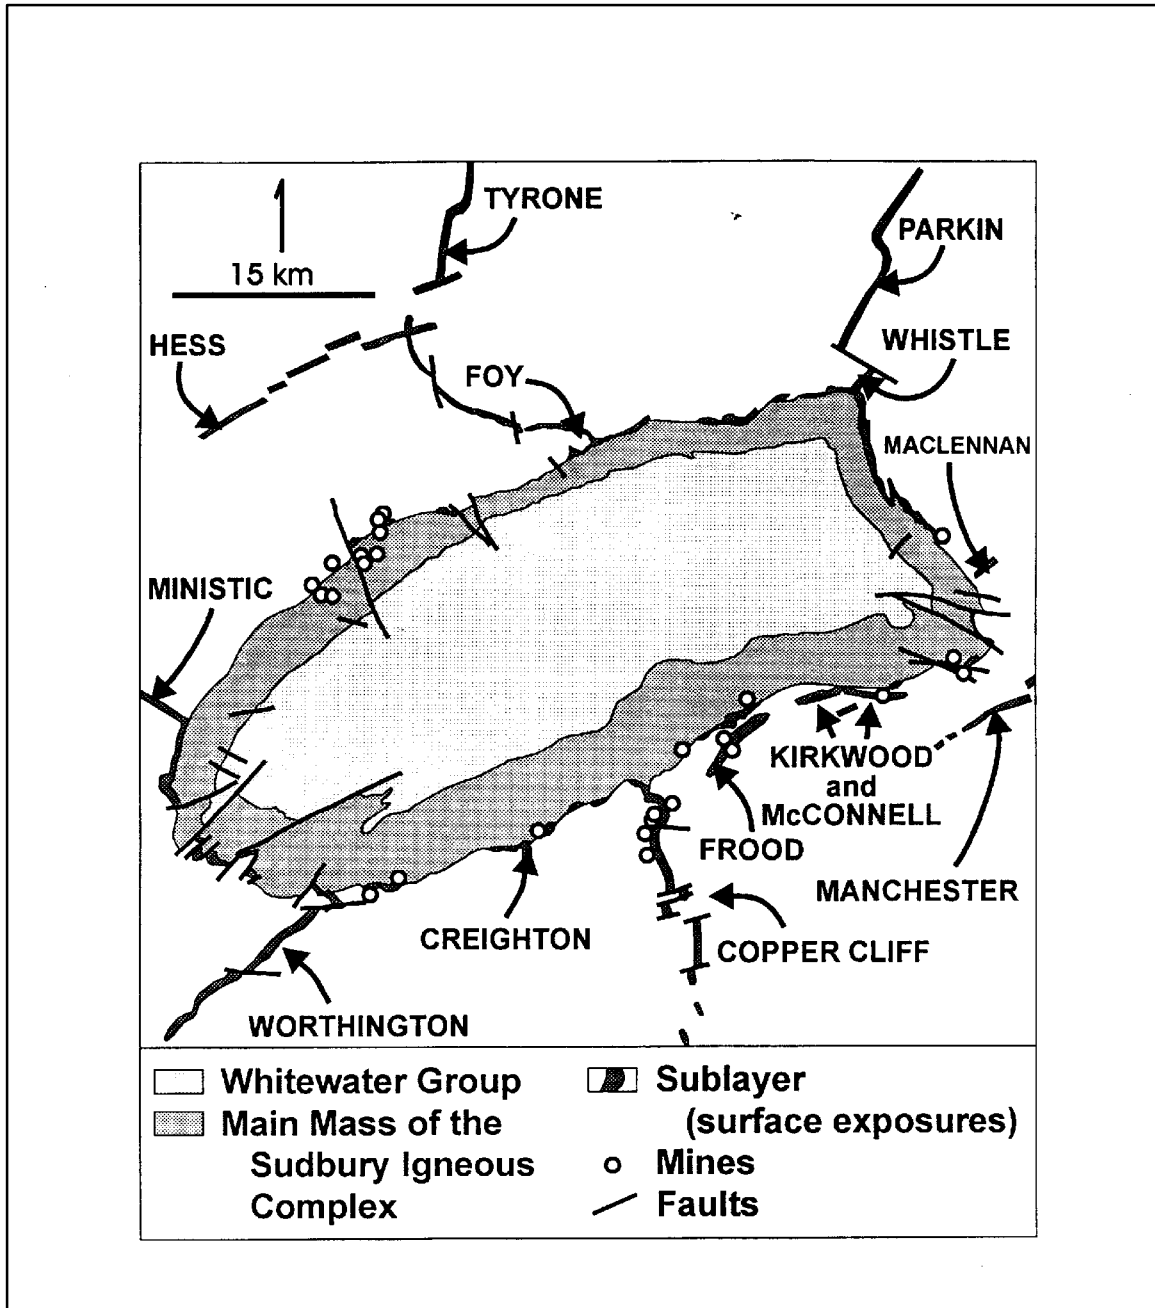 TYRONE
PARKIN
15 km
HESS
WHISTLE
FOY
MACLENNAN
MINISTIC
KIRKWOOD
and
McCONNELL
FROOD
MANCHESTER
CREIGHTON
COPPER CLIFF
WORTHINGTON
Whitewater Group
Main Mass of the
Sudbury Igneous
Complex
Sublayer
(surface exposures)
Mines
Faults